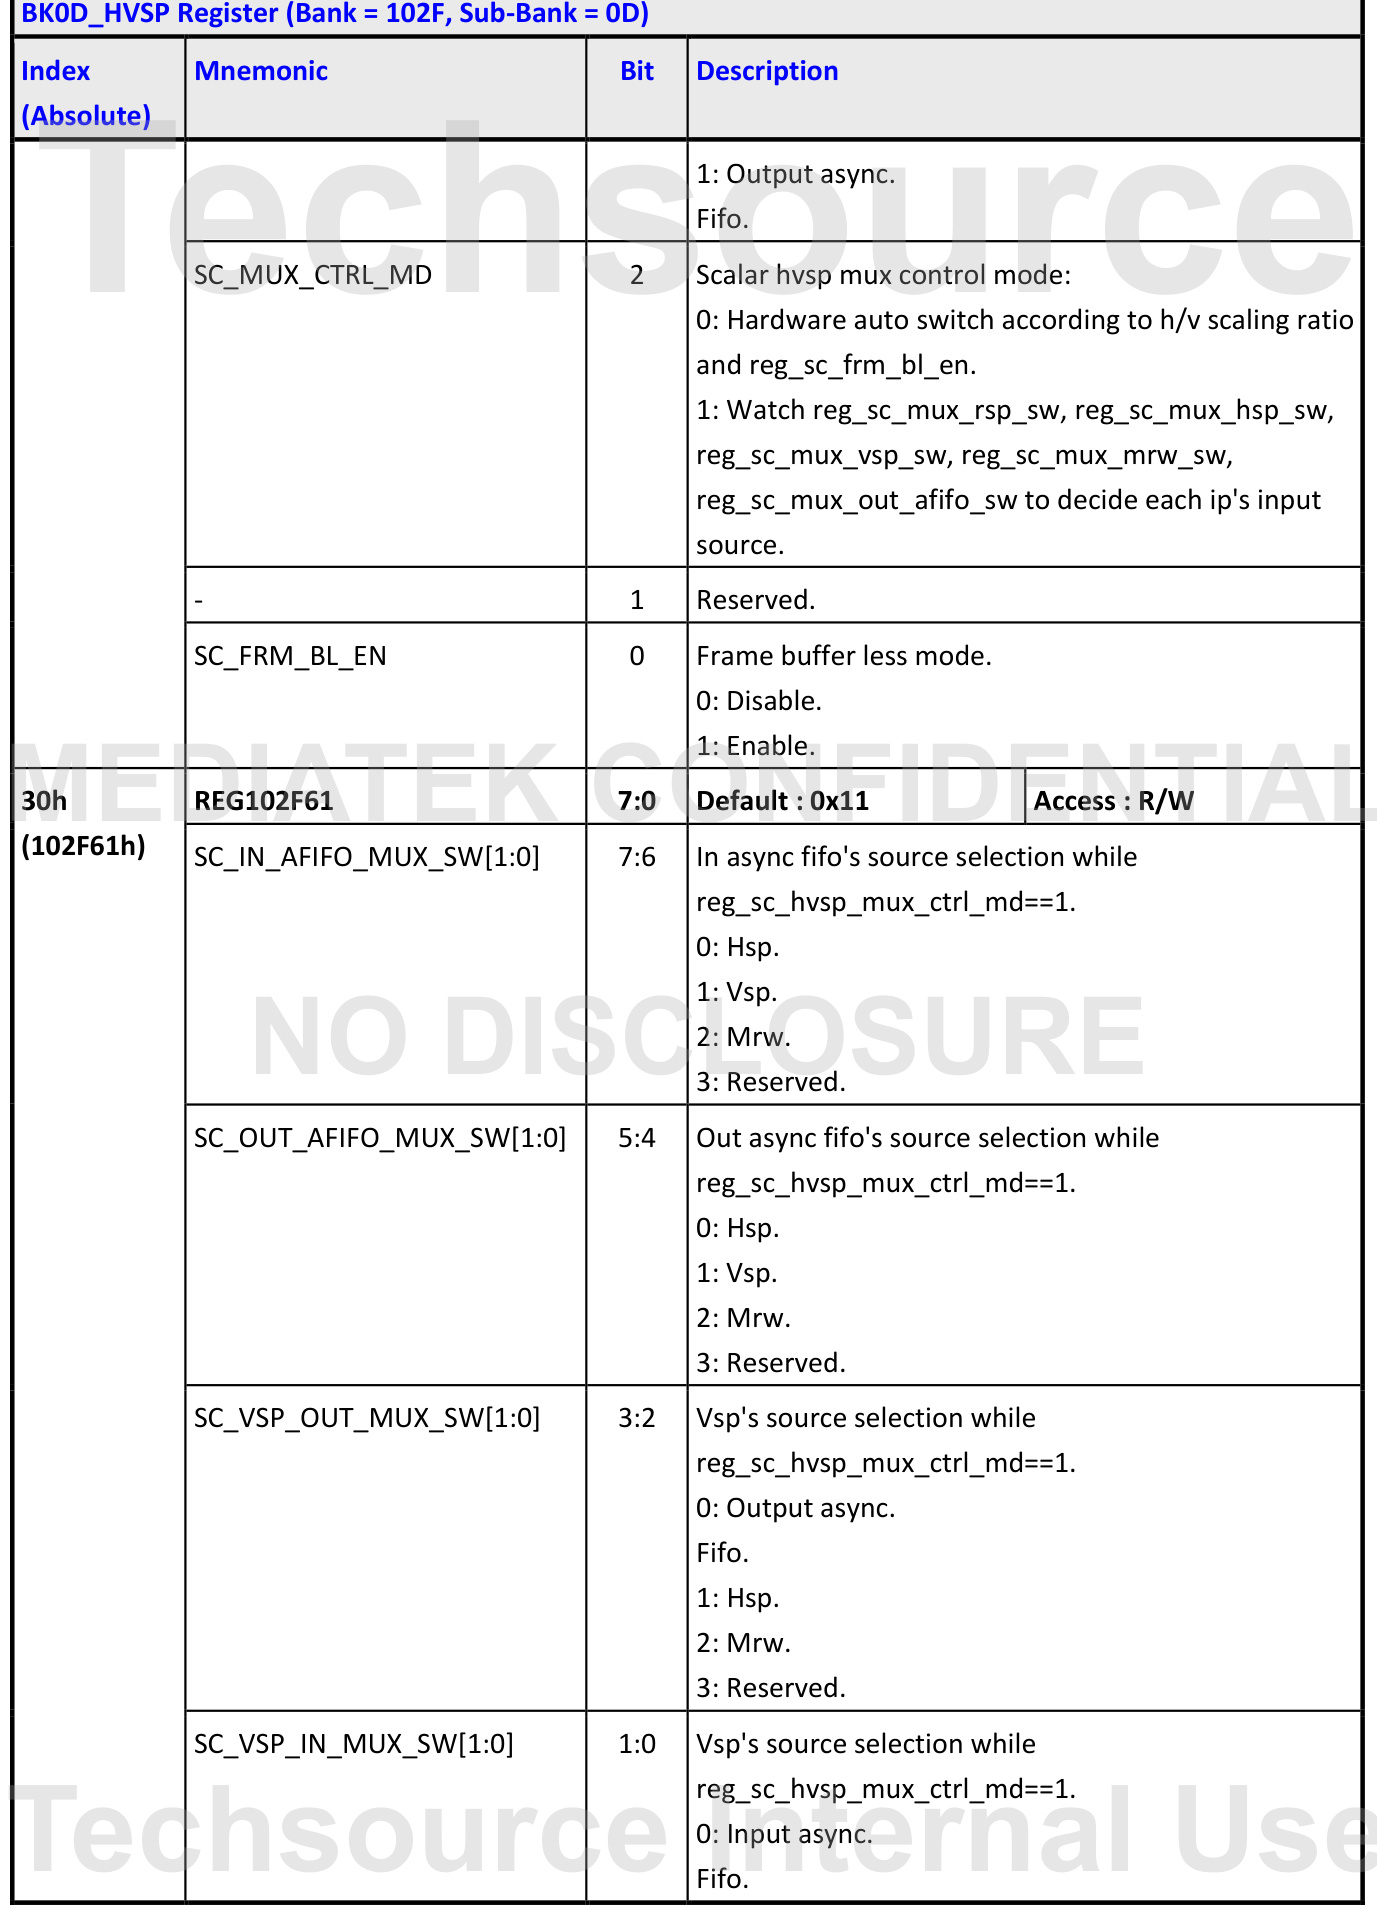 BK0D_HVSP Register (Bank = 102F, Sub-Bank = 0D)
Index (Absolute) Mnemonic Bit Description
1: Output async.
Fifo.
SC_MUX_CTRL_MD 2 Scalar hvsp mux control mode:
0: Hardware auto switch according to h/v scaling ratio
and reg_sc_frm_bl_en.
1: Watch reg_sc_mux_rsp_sw, reg_sc_mux_hsp_sw,
reg_sc_mux_vsp_sw, reg_sc_mux_mrw_sw,
reg_sc_mux_out_afifo_sw to decide each ip's input
source.
- 1 Reserved.
SC_FRM_BL_EN 0 Frame buffer less mode.
0: Disable.
1: Enable.
30h REG102F61 7:0 Default : 0x11 Access : R/W
(102F61h)
SC_IN_AFIFO_MUX_SW[1:0] 7:6 In async fifo's source selection while
reg_sc_hvsp_mux_ctrl_md==1.
0: Hsp.
1: Vsp.
2: Mrw.
3: Reserved.
SC_OUT_AFIFO_MUX_SW[1:0] 5:4 Out async fifo's source selection while
reg_sc_hvsp_mux_ctrl_md==1.
0: Hsp.
1: Vsp.
2: Mrw.
3: Reserved.
SC_VSP_OUT_MUX_SW[1:0] 3:2 Vsp's source selection while
reg_sc_hvsp_mux_ctrl_md==1.
0: Output async.
Fifo.
1: Hsp.
2: Mrw.
3: Reserved.
SC_VSP_IN_MUX_SW[1:0] 1:0 Vsp's source selection while
reg_sc_hvsp_mux_ctrl_md==1.
0: Input async.
Fifo.
Techsource
MEDIATEK CONFIDENTIAL
NO DISCLOSURE
Techsource Internal Use